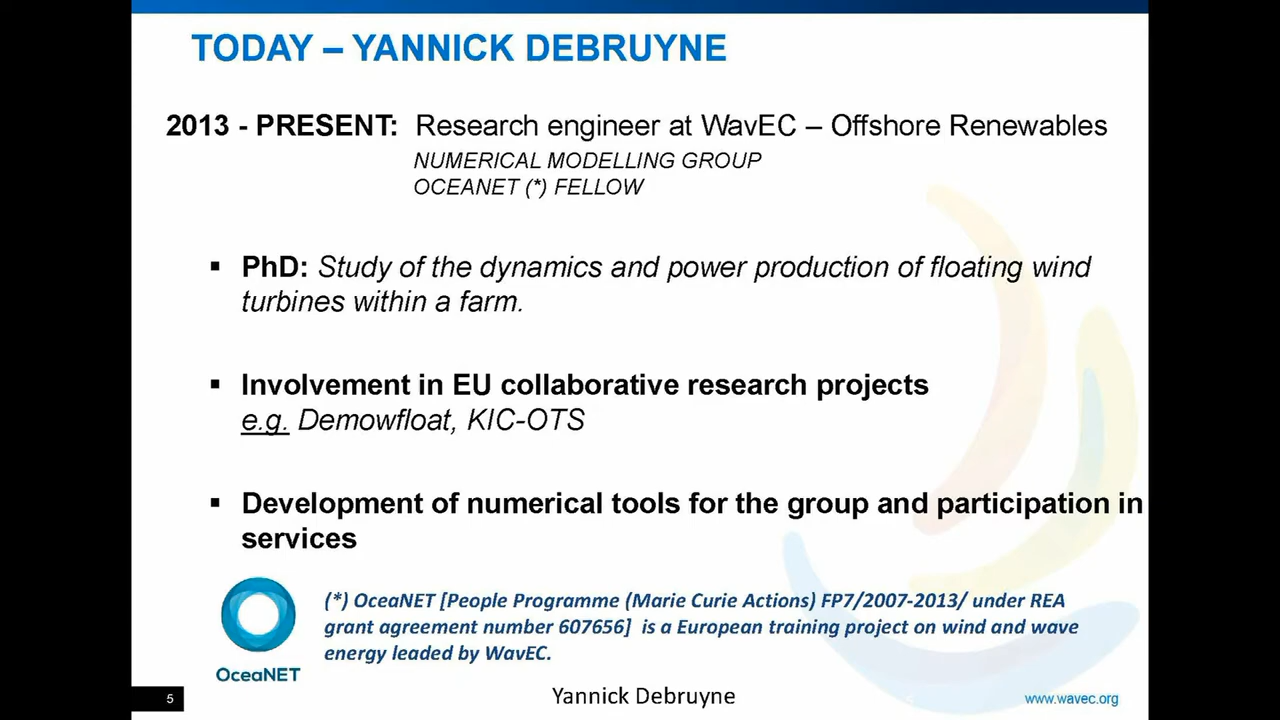 TODAY – YANNICK DEBRUYNE
2013 - PRESENT: Research engineer at WavEC – Offshore Renewables
NUMERICAL MODELLING GROUP
OCEANET (*) FELLOW
▪ PhD: Study of the dynamics and power production of floating wind
turbines within a farm.
▪ Involvement in EU collaborative research projects
e.g. Demowfloat, KIC-OTS
▪ Development of numerical tools for the group and participation in
services
(*) OceaNET [People Programme (Marie Curie Actions) FP7/2007-2013/ under REA
grant agreement number 607656] is a European training project on wind and wave
energy leaded by WavEC.
OceaNET
5
Yannick Debruyne
www.wavec.org